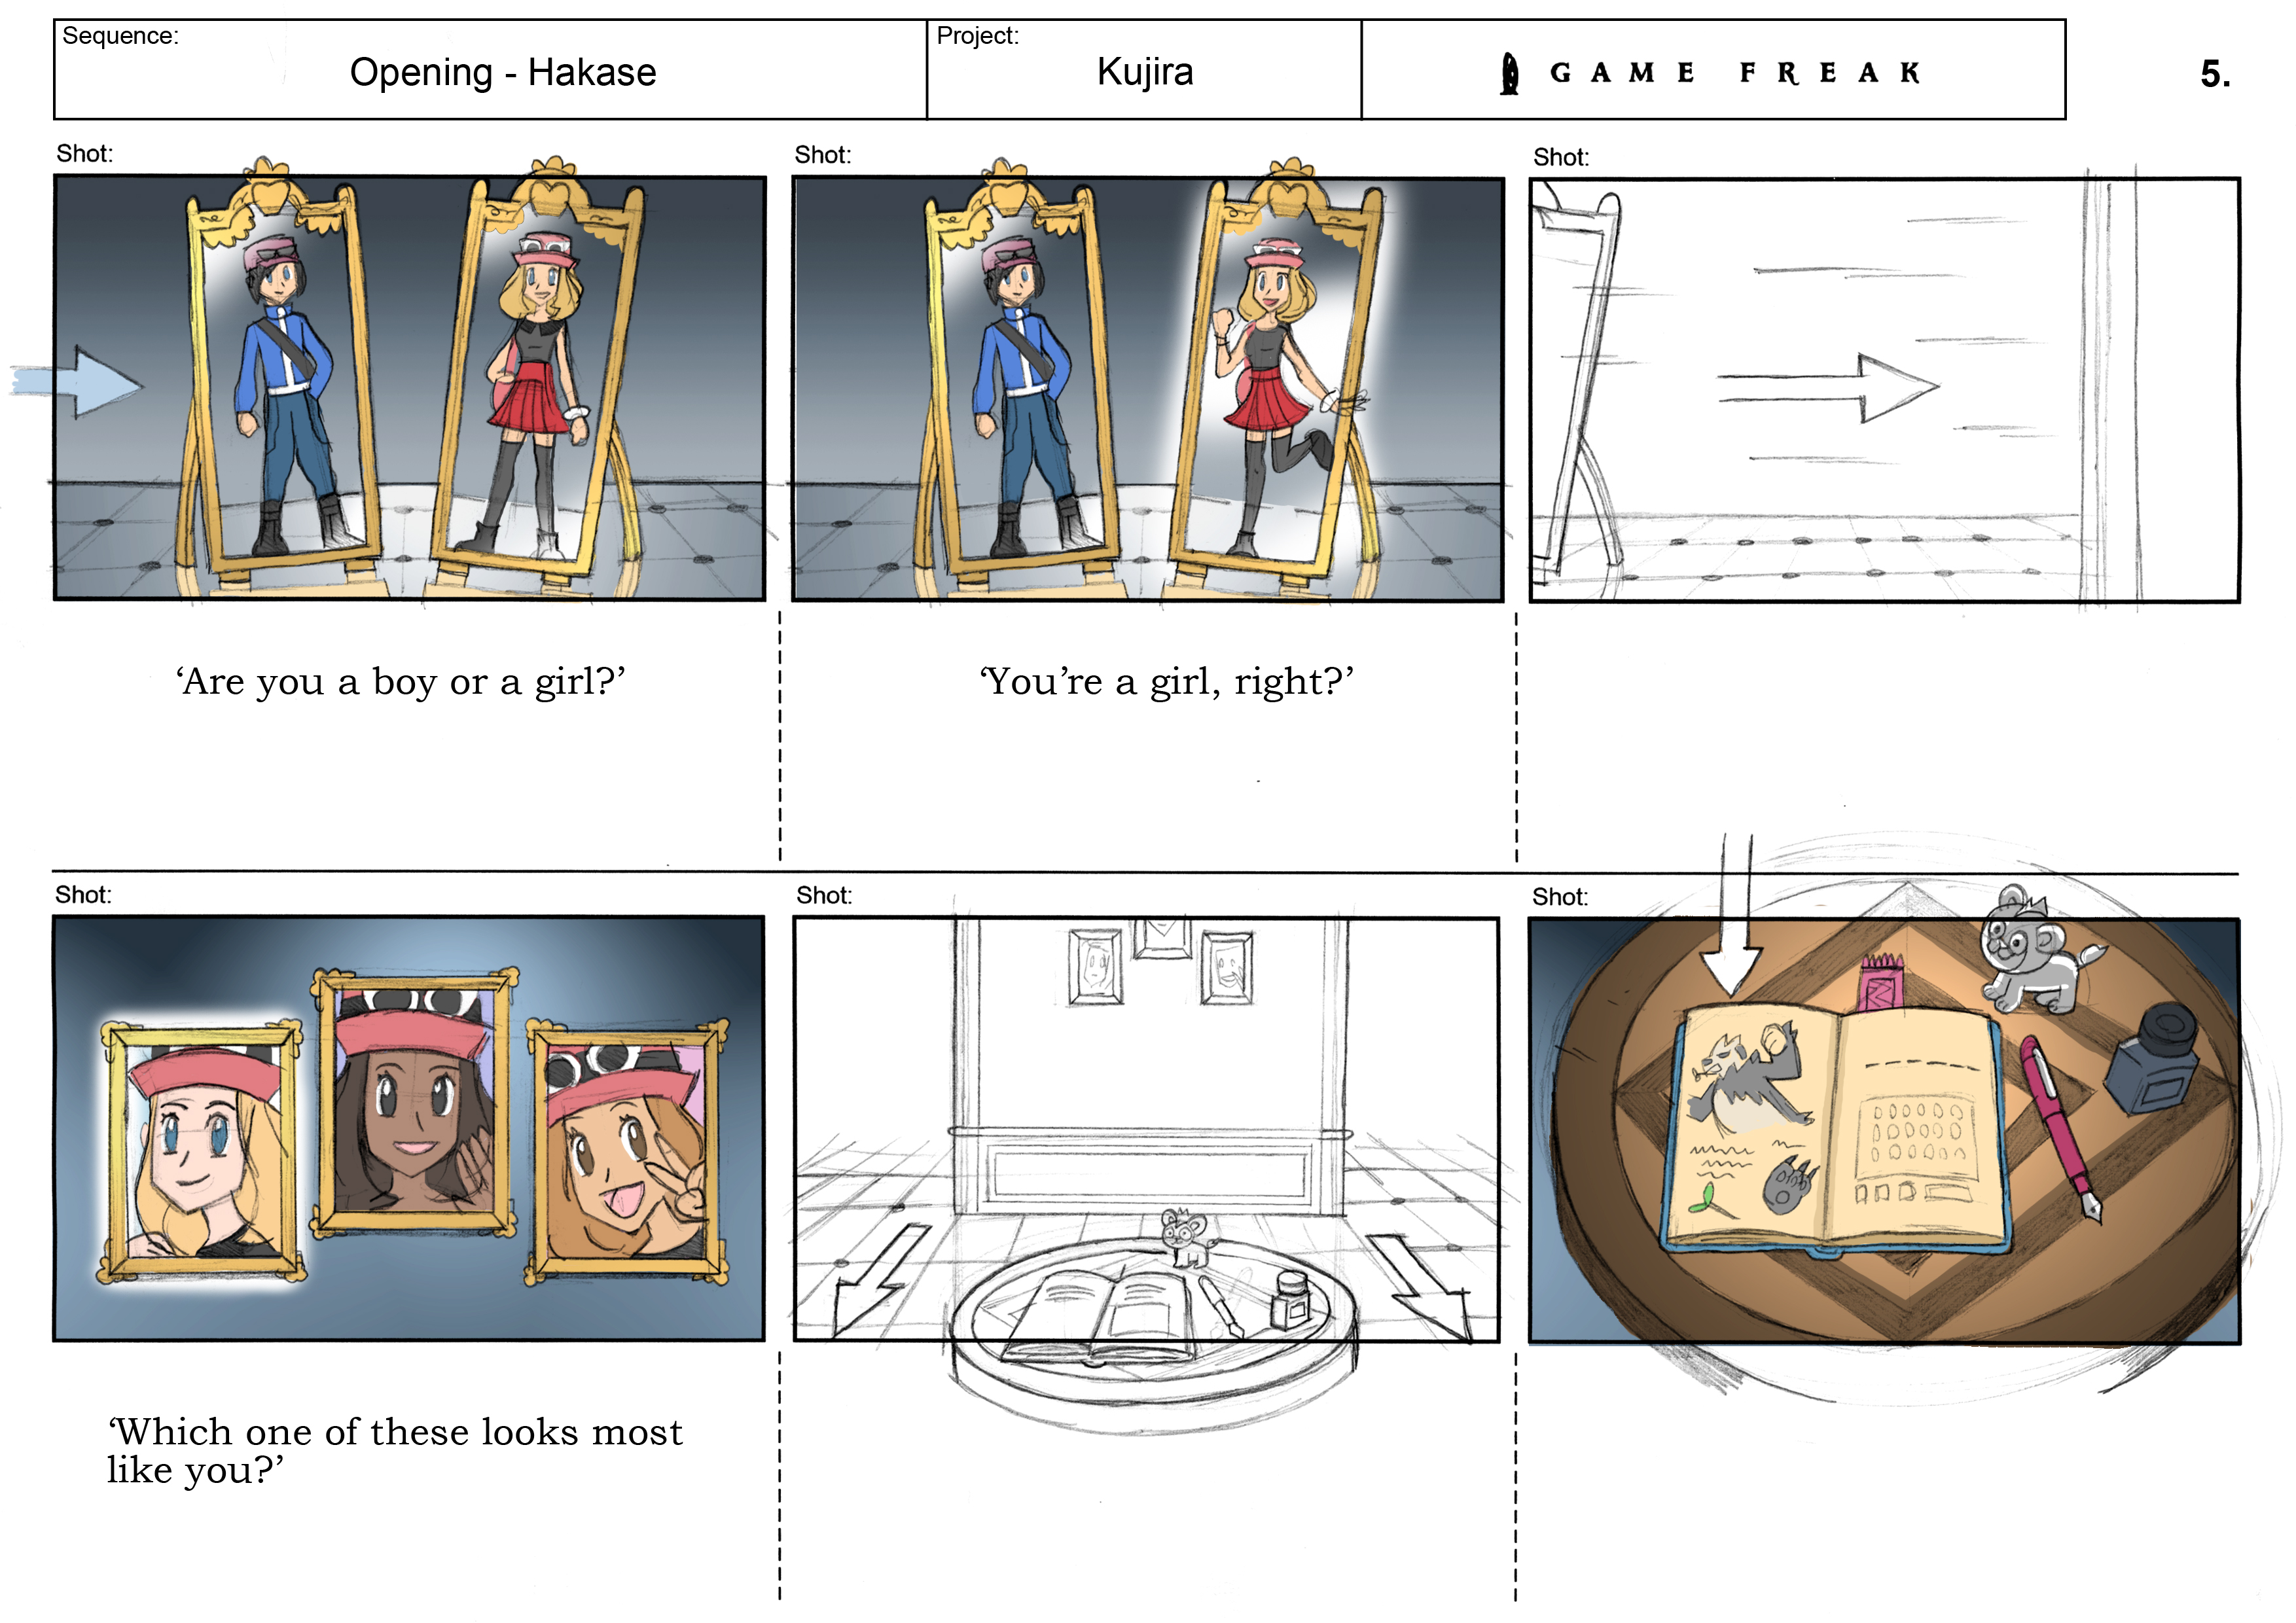 Sequence:
Opening - Hakase
Project:
Kujira
GAME FREAK
5.
Shot:
Shot:
Shot:
‘Are you a boy or a girl?’
‘You’re a girl, right?’
Shot:
Shot:
Shot:
‘Which one of these looks most
like you?’